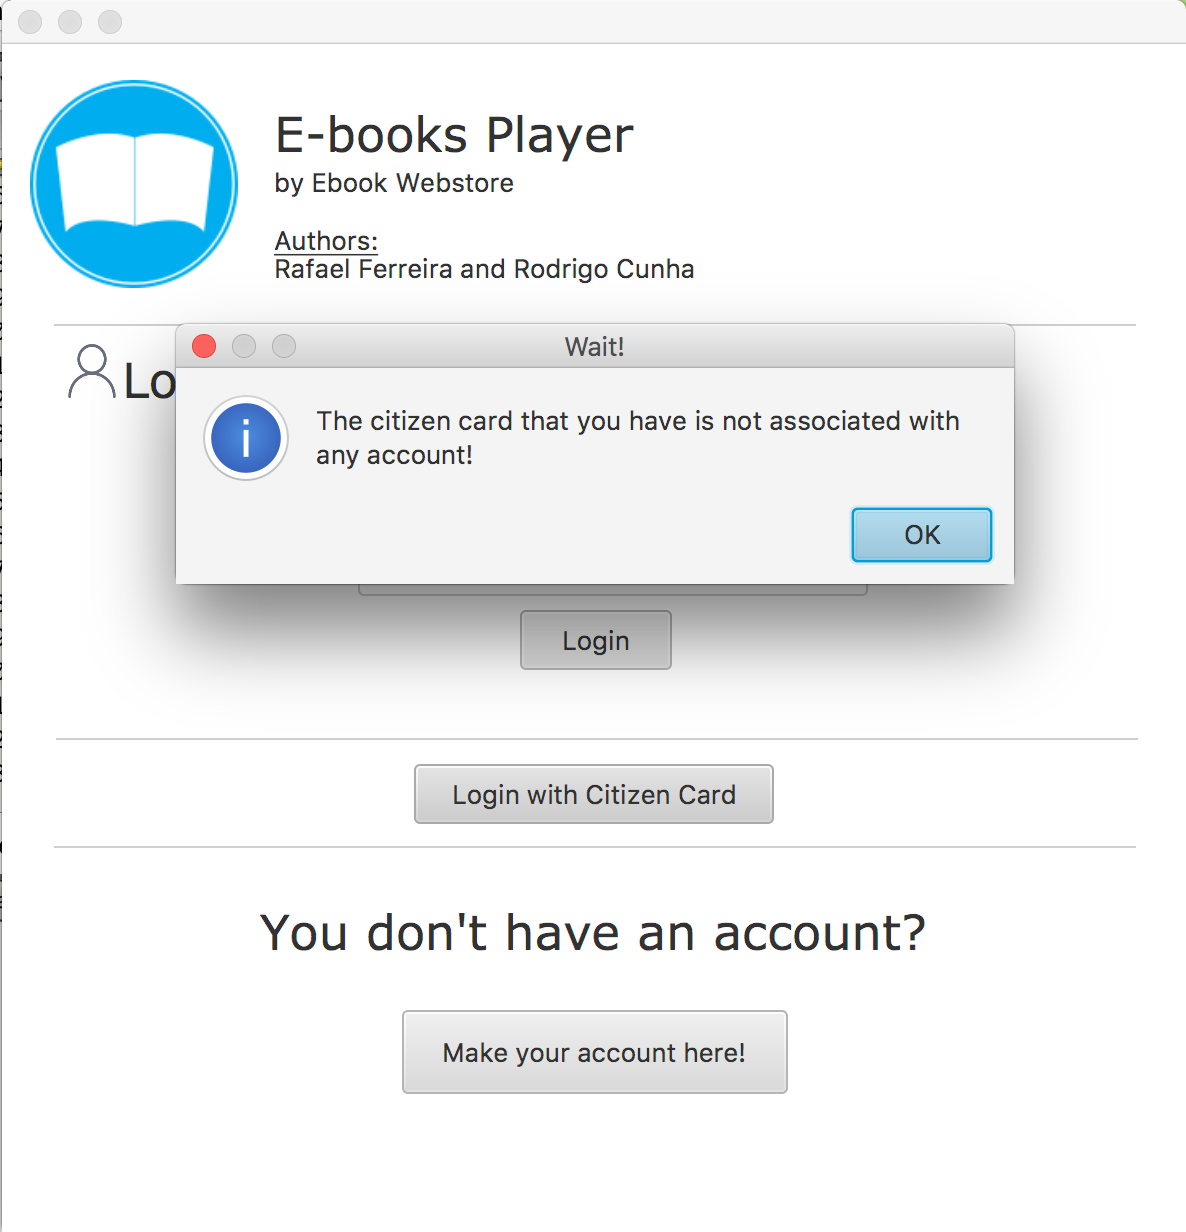 E-books Player
by Ebook Webstore
Authors:
Rafael Ferreira and Rodrigo Cunha
Wait!
The citizen card that you have is not associated with
any account!
OK
Login
Login with Citizen Card
You don't have an account?
Make your account here!